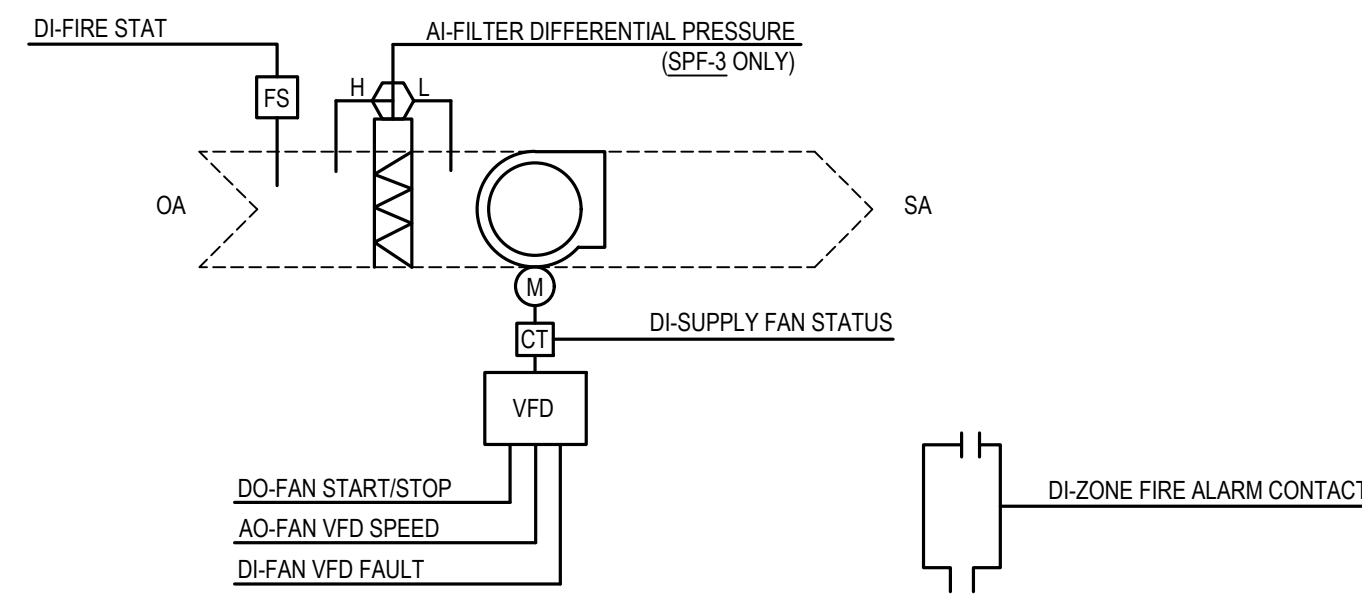 DI-FIRE STAT
AI-FILTER DIFFERENTIAL PRESSURE
(SPF-3 ONLY)
FS
H
L
OA
SA
M
DI-SUPPLY FAN STATUS
CT
VFD
DO-FAN START/STOP
AO-FAN VFD SPEED
DI-FAN VFD FAULT
DI-ZONE FIRE ALARM CONTACT